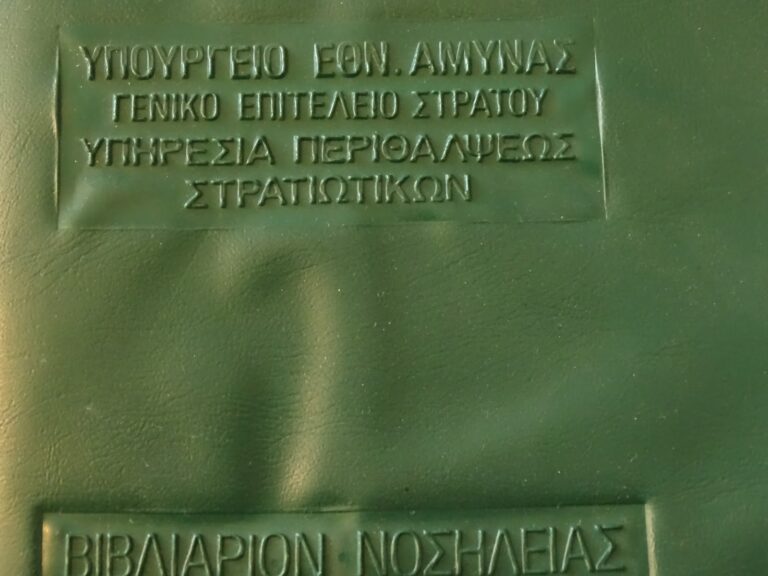 ΥΠΟΥΡΓΕΙΟ ΕΘΝ. ΑΜΥΝΑΣ
ΓΕΝΙΚΟ ΕΠΙΤΕΛΕΙΟ ΣΤΡΑΤΟΥ
ΥΠΗΡΕΣΙΑ ΠΕΡΙΘΑΛΨΕΩΣ
ΣΤΡΑΤΙΩΤΙΚΩΝ
ΒΙΒΛΙΑΡΙΟΝ ΝΟΣΗΛΕΙΑΣ